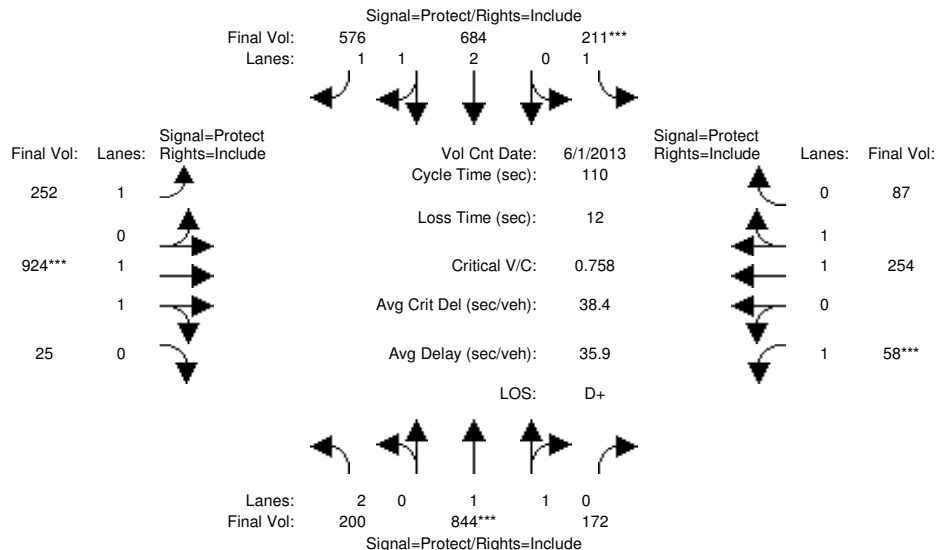 Signal=Protect/Rights=Include
Final Vol: 576 684 211***
Lanes: 1 1 2 0 1
Signal=Protect
Final Vol: Lanes: Rights=Include
Vol Cnt Date: 6/1/2013
Signal=Protect
Rights=Include Lanes: Final Vol:
Cycle Time (sec): 110
252 1
0 87
Loss Time (sec): 12
0
1
924*** 1
Critical V/C: 0.758
1 254
1
Avg Crit Del (sec/veh): 38.4
0
25 0
Avg Delay (sec/veh): 35.9
1 58***
LOS: D+
Lanes: 2 0 1 1 0
Final Vol: 200 844*** 172
Signal=Protect/Rights=Include